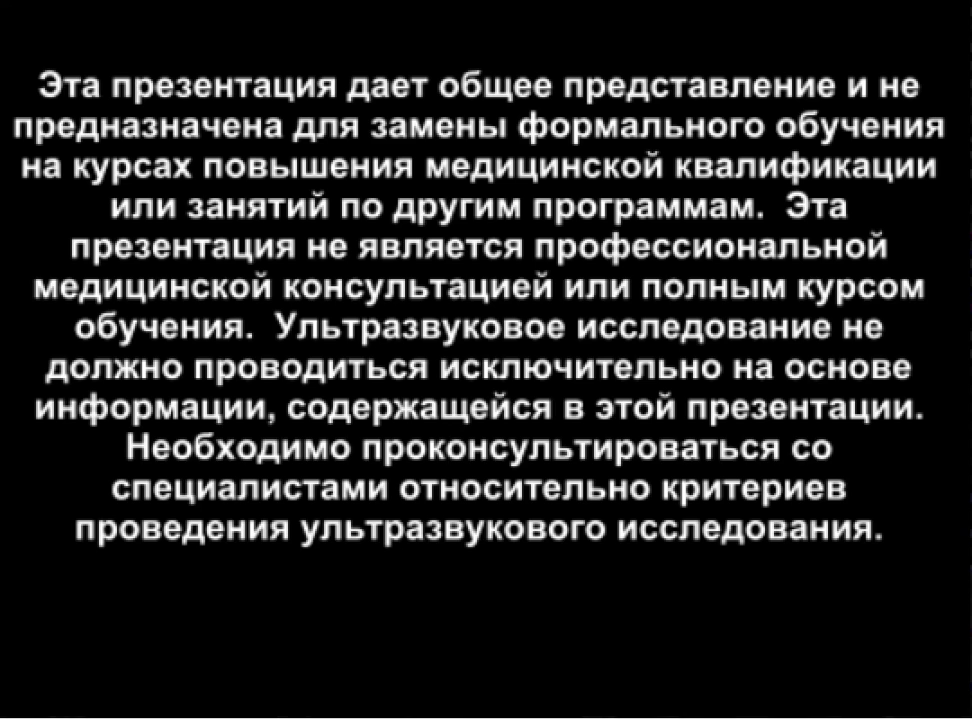 Эта презентация дает общее представление и не
предназначена для замены формального обучения
на курсах повышения медицинской квалификации
или занятий по другим программам.  Эта
презентация не является профессиональной
медицинской консультацией или полным курсом
обучения.  Ультразвуковое исследование не
должно проводиться исключительно на основе
информации, содержащейся в этой презентации.
Необходимо проконсультироваться со
специалистами относительно критериев
проведения ультразвукового исследования.